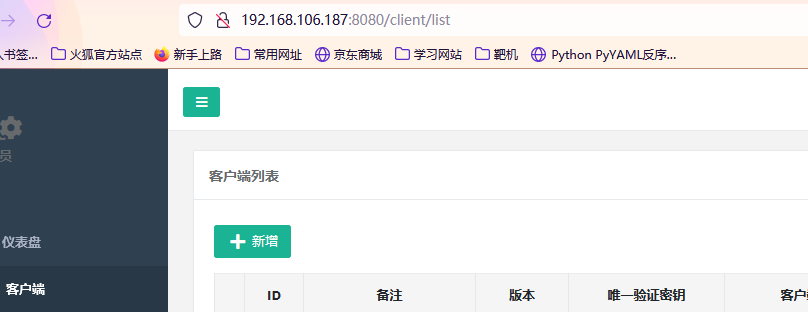 192.168.106.187:8080/client/list
人书签... 火狐官方站点 新手上路 常用网址 京东商城 学习网站 靶机 Python PyYAML反序...
员
客户端列表
新增
仪表盘
ID 备注 版本 唯一验证密钥 客户
客户端